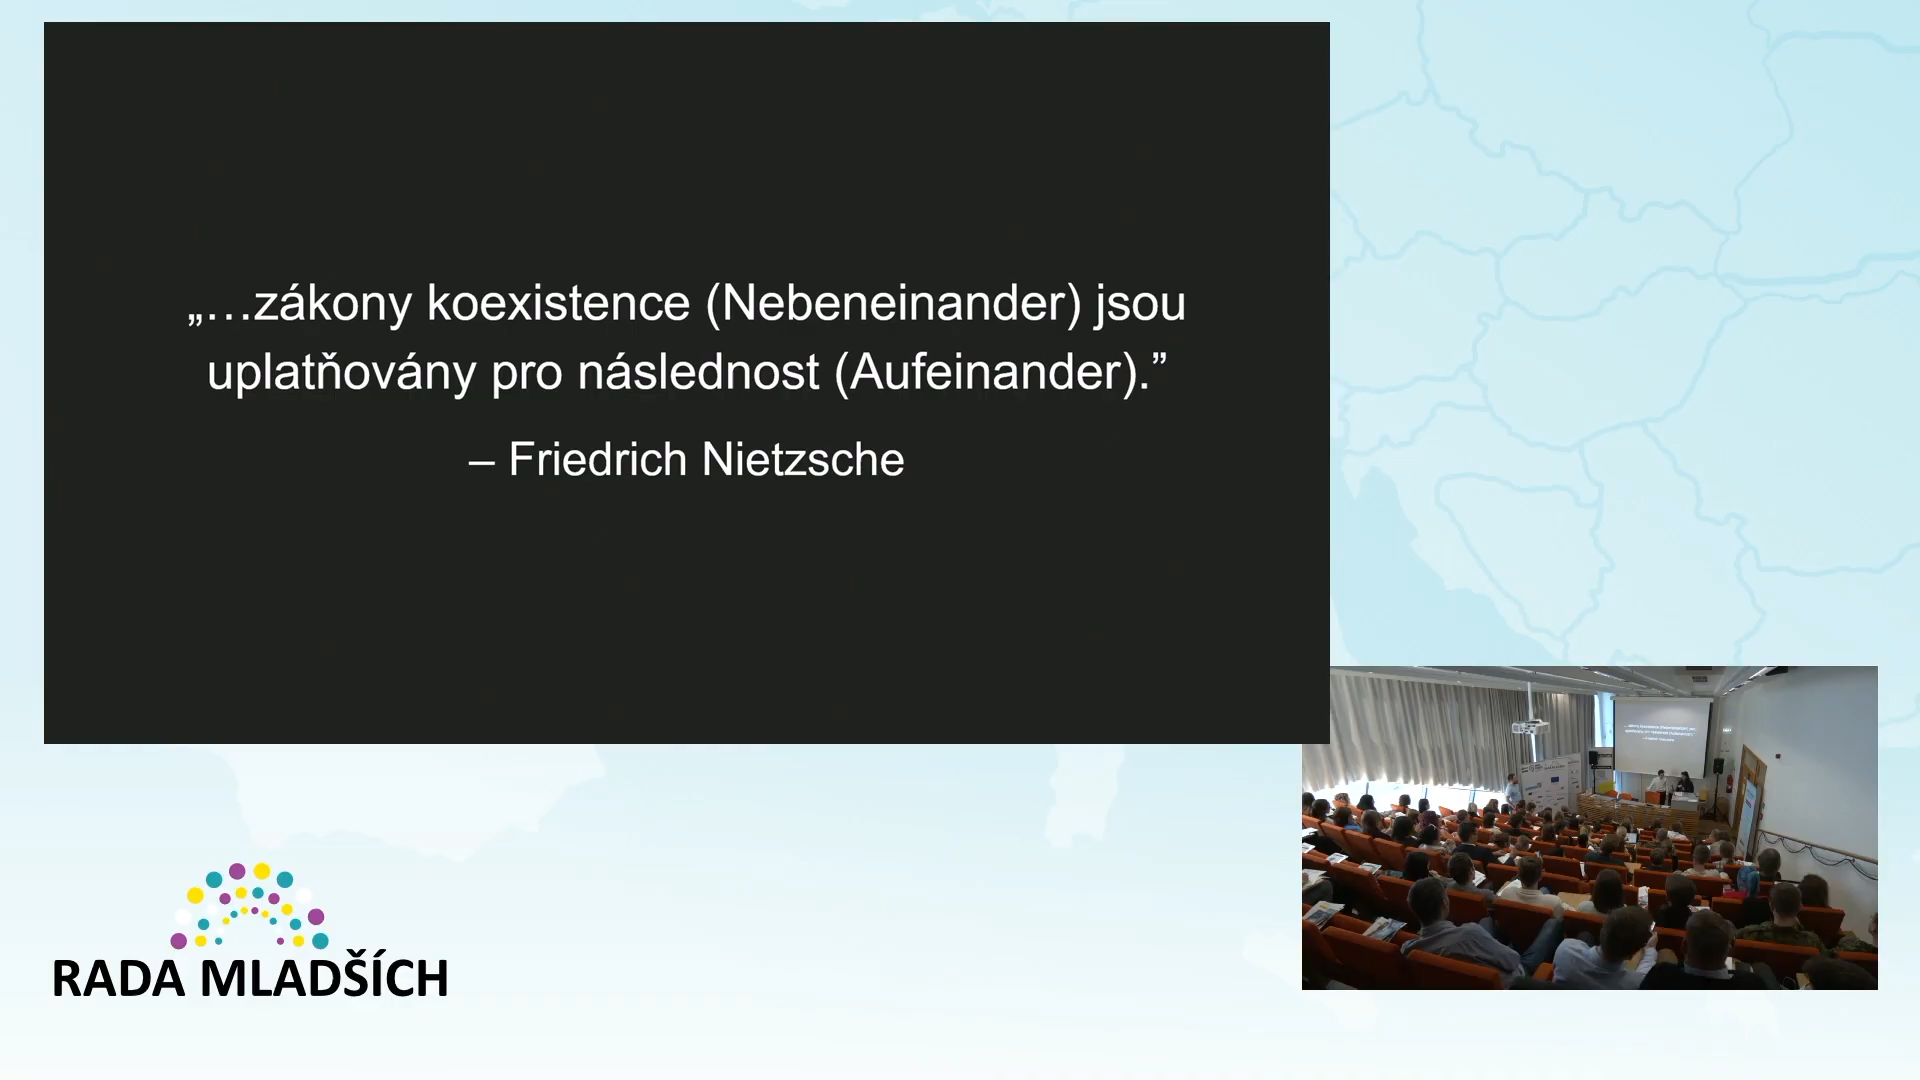 „…zákony koexistence (Nebeneinander) jsou
uplatňovány pro následnost (Aufeinander).”
– Friedrich Nietzsche
RADA MLADŠÍCH